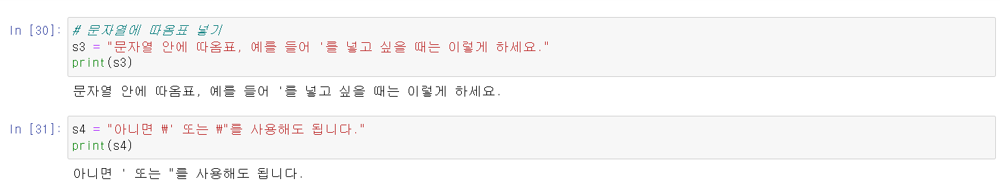 In [30]: # 문자열에 따옴표 넣기
s3 = "문자열 안에 따옴표, 예를 들어 '를 넣고 싶을 때는 이렇게 하세요."
print(s3)
문자열 안에 따옴표, 예를 들어 '를 넣고 싶을 때는 이렇게 하세요.
In [31]: s4 = "아니면 ₩' 또는 ₩"를 사용해도 됩니다."
print(s4)
아니면 ' 또는 "를 사용해도 됩니다.